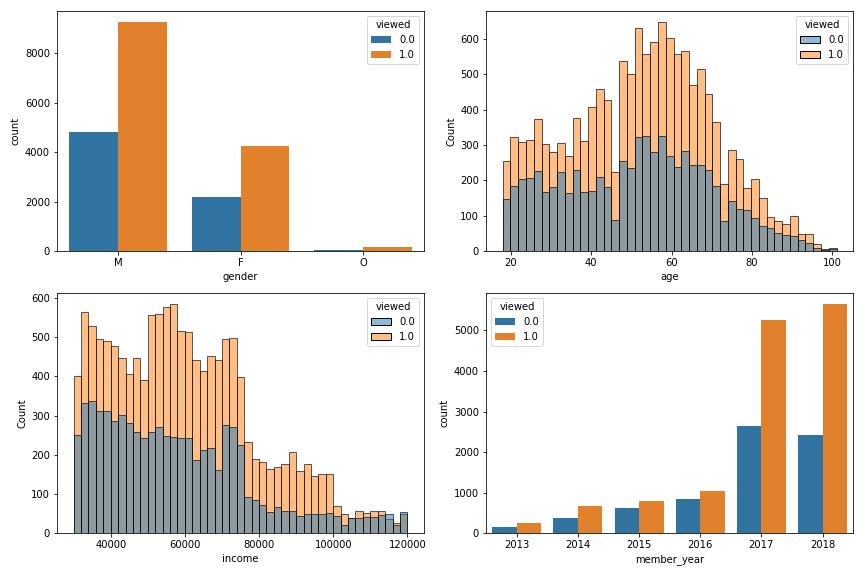 viewed
0.0
1.0
8000
6000
4000
2000
0
count
M F O
gender
viewed
0.0
1.0
600
500
400
300
200
100
0
Count
20 40 60 80 100
age
viewed
0.0
1.0
600
500
400
300
200
100
0
Count
40000 60000 80000 100000 120000
income
viewed
0.0
1.0
5000
4000
3000
2000
1000
0
count
2013 2014 2015 2016 2017 2018
member_year